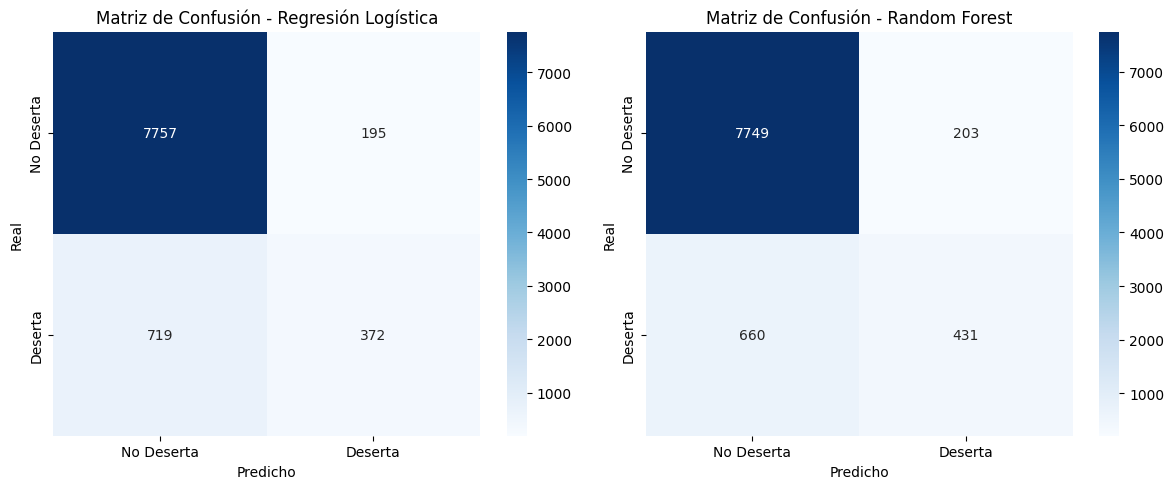 Matriz de Confusión - Regresión Logística
No Deserta
Deserta
Real
7757
195
719
372
7000
6000
5000
4000
3000
2000
1000
No Deserta
Deserta
Predicho
Matriz de Confusión - Random Forest
No Deserta
Deserta
Real
7749
203
660
431
7000
6000
5000
4000
3000
2000
1000
No Deserta
Deserta
Predicho